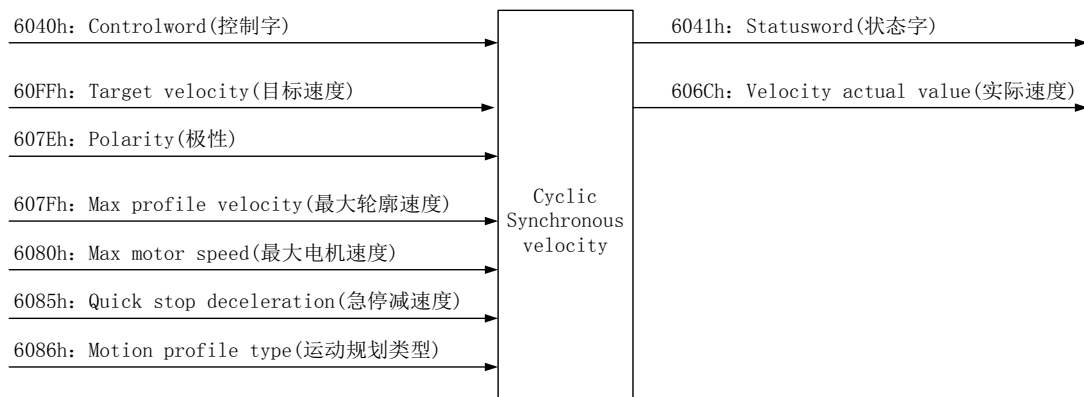 6040h: Controlword(控制字)
60FFh: Target velocity(目标速度)
607Eh: Polarity(极性)
607Fh: Max profile velocity(最大轮廓速度)
6080h: Max motor speed(最大电机速度)
6085h: Quick stop deceleration(急停减速度)
6086h: Motion profile type(运动规划类型)
Cyclic
Synchronous
velocity
6041h: Statusword(状态字)
606Ch: Velocity actual value(实际速度)